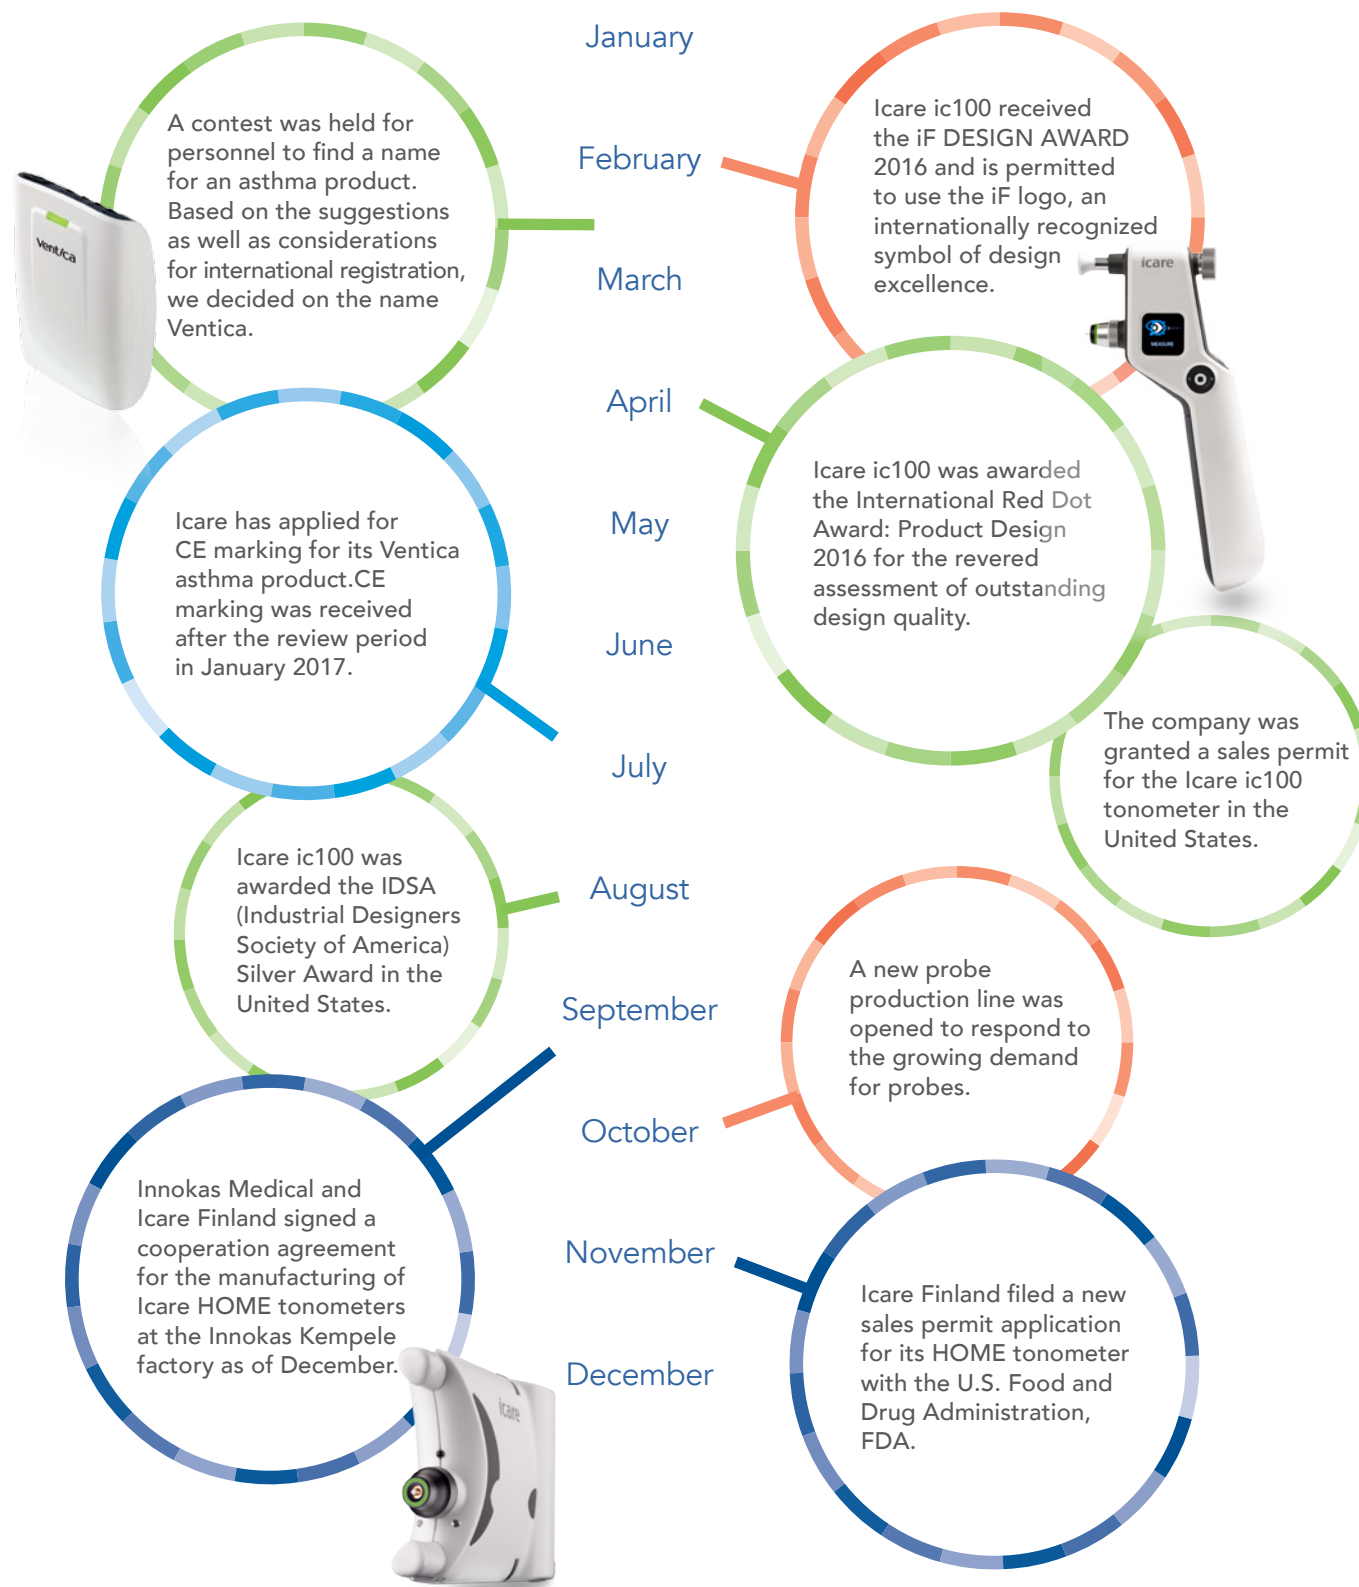 January
February
March
April
May
June
July
August
September
October
November
December
A contest was held for
personnel to find a name
for an asthma product.
Based on the suggestions
as well as considerations
for international registration,
we decided on the name
Ventica.
Ventica
Icare ic100 received
the iF DESIGN AWARD
2016 and is permitted
to use the iF logo, an
internationally recognized
symbol of design
excellence.
icare
MEASURE
Icare ic100 was awarded
the International Red Dot
Award: Product Design
2016 for the revered
assessment of outstanding
design quality.
Icare has applied for
CE marking for its Ventica
asthma product.CE
marking was received
after the review period
in January 2017.
The company was
granted a sales permit
for the Icare ic100
tonometer in the
United States.
Icare ic100 was
awarded the IDSA
(Industrial Designers
Society of America)
Silver Award in the
United States.
A new probe
production line was
opened to respond to
the growing demand
for probes.
Innokas Medical and
Icare Finland signed a
cooperation agreement
for the manufacturing of
Icare HOME tonometers
at the Innokas Kempele
factory as of December.
icare
Icare Finland filed a new
sales permit application
for its HOME tonometer
with the U.S. Food and
Drug Administration,
FDA.